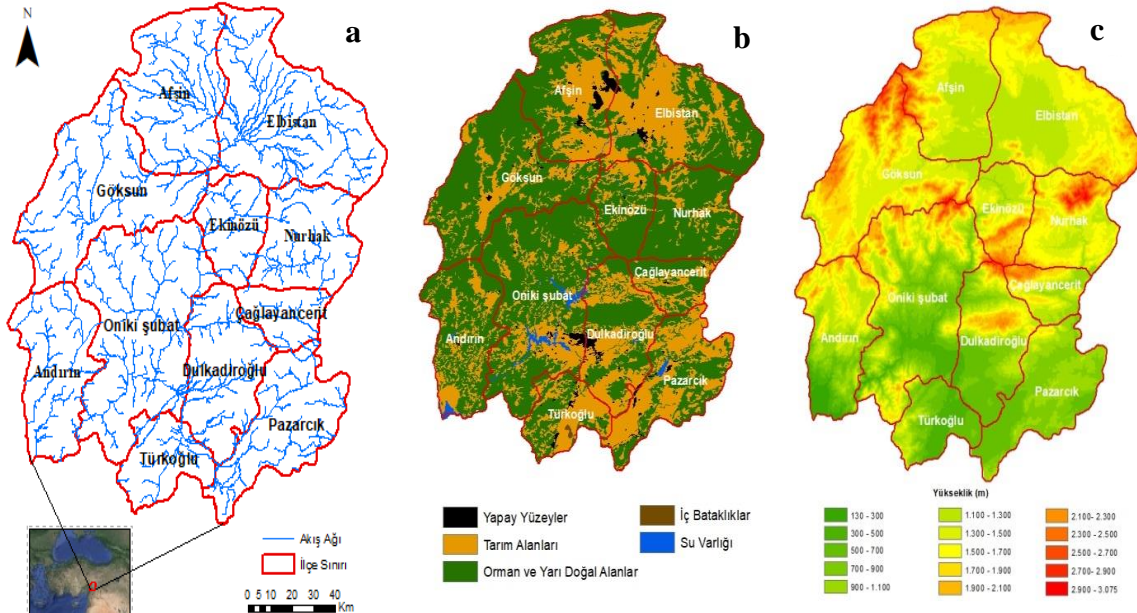 N
a
Afşin
Elbistan
Göksun
Ekinözü
Nurhak
Oniki şubat
Çağlayancerit
Andırın
Dulkadiroğlu
Pazarcık
Türkoğlu
Akış Ağı
İlçe Sınırı
0 5 10 20 30 40
Km
b
Afşin
Elbistan
Göksun
Ekinözü
Nurhak
Çağlayancerit
Oniki şubat
Andırın
Dulkadiroğlu
Pazarcık
Türkoğlu
Yapay Yüzeyler
Tarım Alanları
Orman ve Yarı Doğal Alanlar
İç Bataklıklar
Su Varlığı
c
Afşin
Elbistan
Göksun
Ekinözü
Nurhak
Çağlayancerit
Oniki şubat
Andırın
Dulkadiroğlu
Pazarcık
Türkoğlu
Yükseklik (m)
130 - 300
300 - 500
500 - 700
700 - 900
900 - 1.100
1.100 - 1.300
1.300 - 1.500
1.500 - 1.700
1.700 - 1.900
1.900 - 2.100
2.100- 2.300
2.300 - 2.500
2.500 - 2.700
2.700 - 2.900
2.900 - 3.075